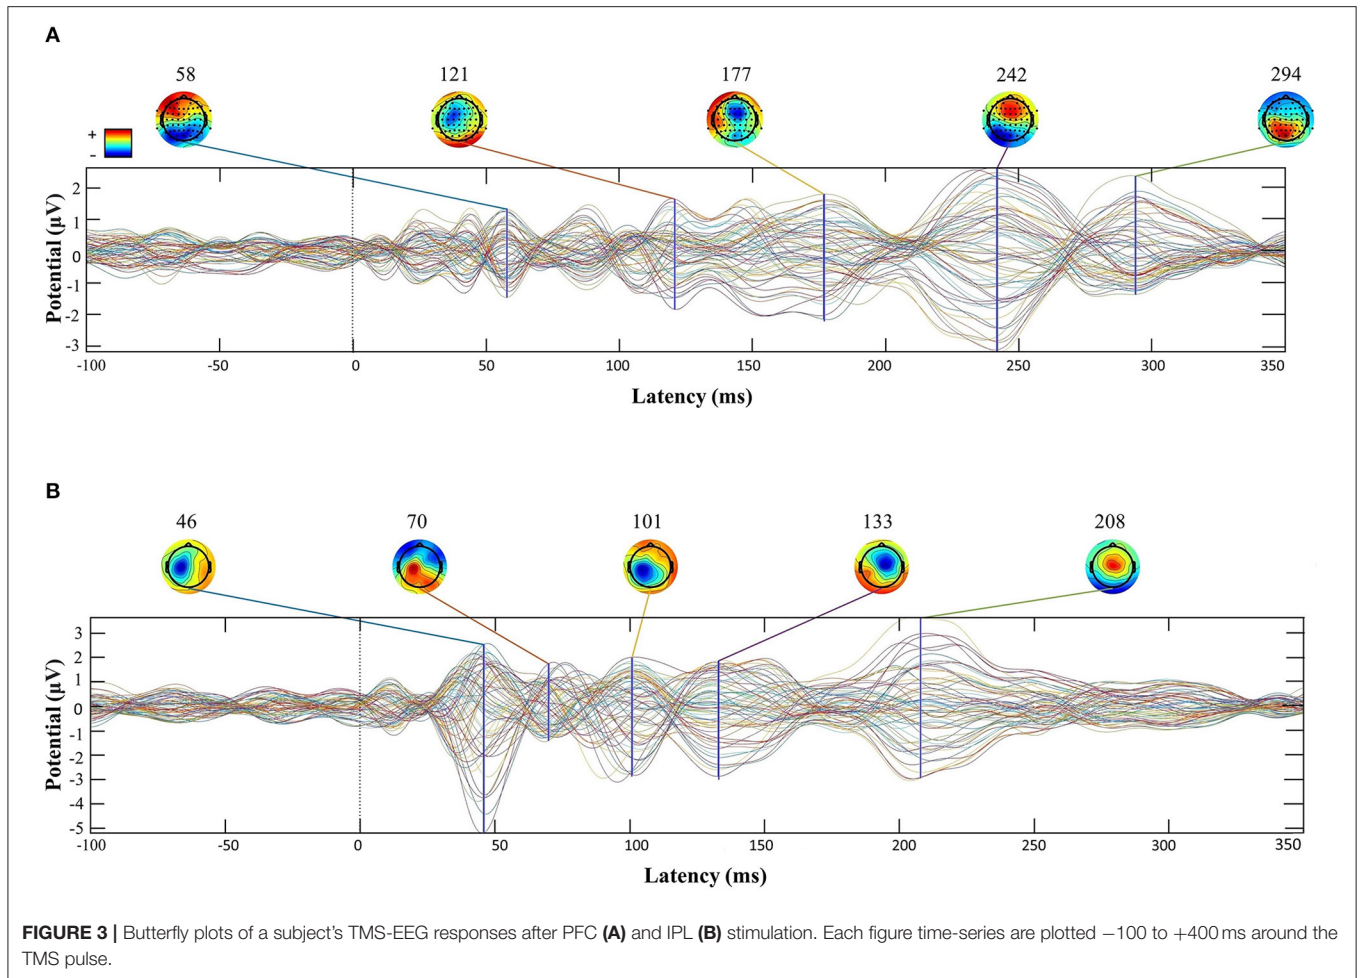 A
58 121 177 242 294
+
−
2
1
0
-1
-2
-3
Potential (µV)
-100 -50 0 50 100 150 200 250 300 350
Latency (ms)
B
46 70 101 133 208
3
2
1
0
-1
-2
-3
-4
-5
Potential (µV)
-100 -50 0 50 100 150 200 250 300 350
Latency (ms)
FIGURE 3 | Butterfly plots of a subject's TMS-EEG responses after PFC (A) and IPL (B) stimulation. Each figure time-series are plotted −100 to +400 ms around the
TMS pulse.